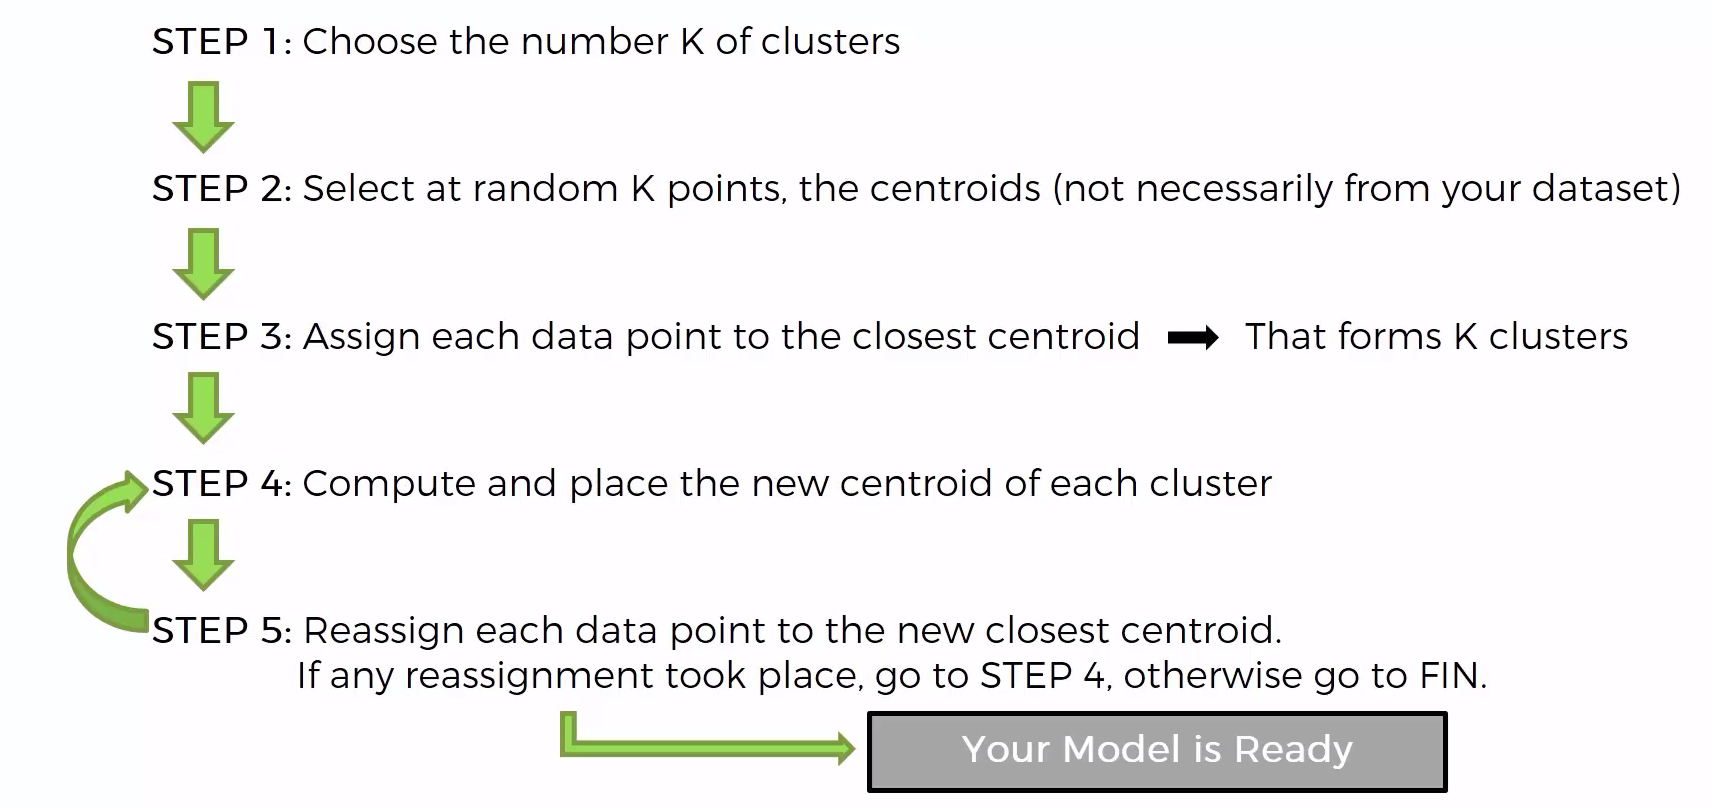 STEP 1: Choose the number K of clusters
STEP 2: Select at random K points, the centroids (not necessarily from your dataset)
STEP 3: Assign each data point to the closest centroid ➡ That forms K clusters
STEP 4: Compute and place the new centroid of each cluster
STEP 5: Reassign each data point to the new closest centroid.
If any reassignment took place, go to STEP 4, otherwise go to FIN.
Your Model is Ready